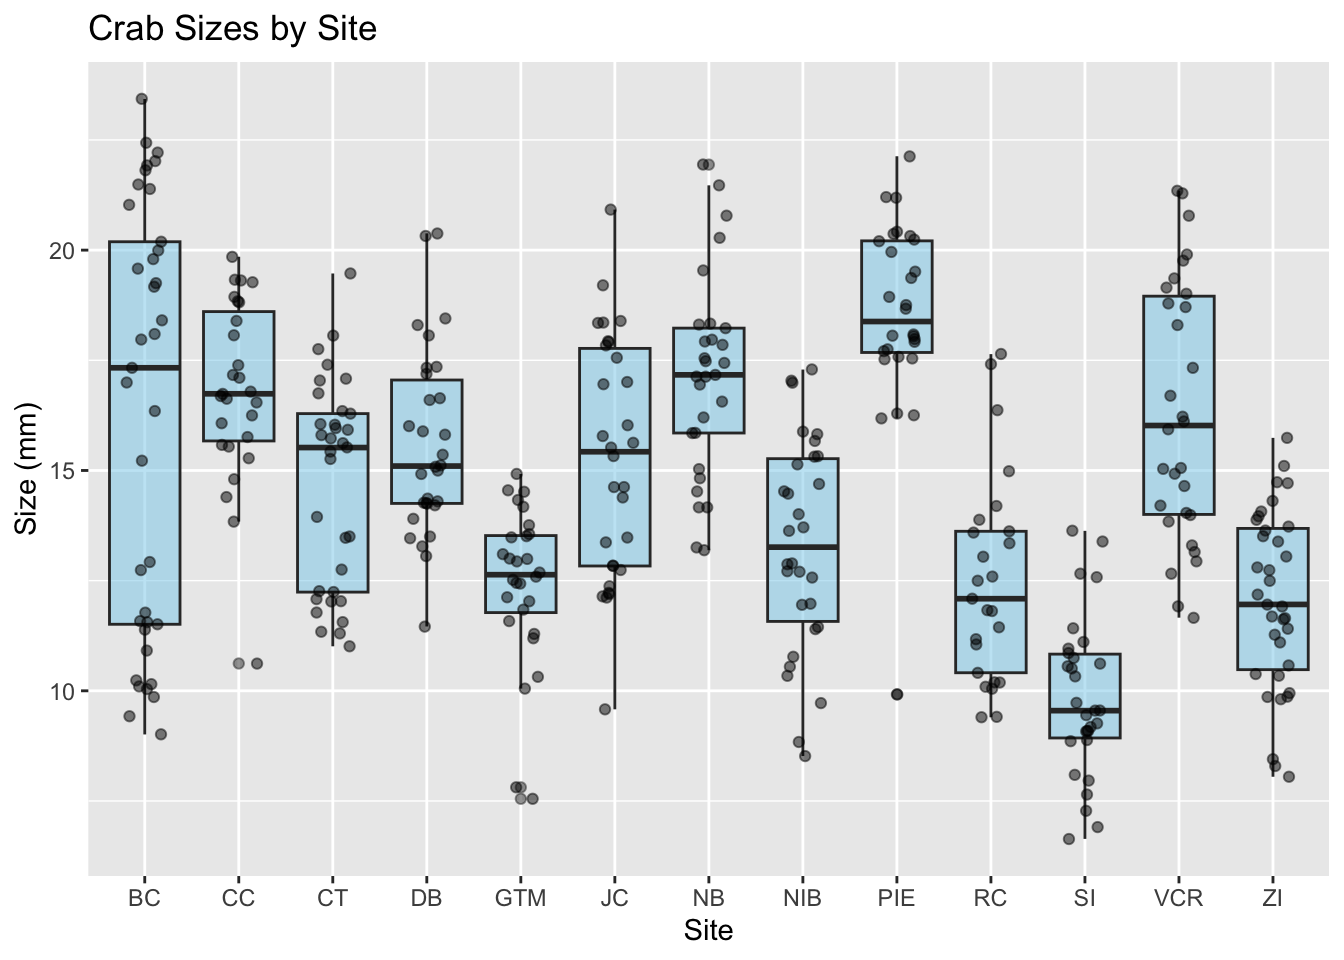 Crab Sizes by Site
Size (mm)
20
15
10
BC CC CT DB GTM JC NB NIB PIE RC SI VCR ZI
Site